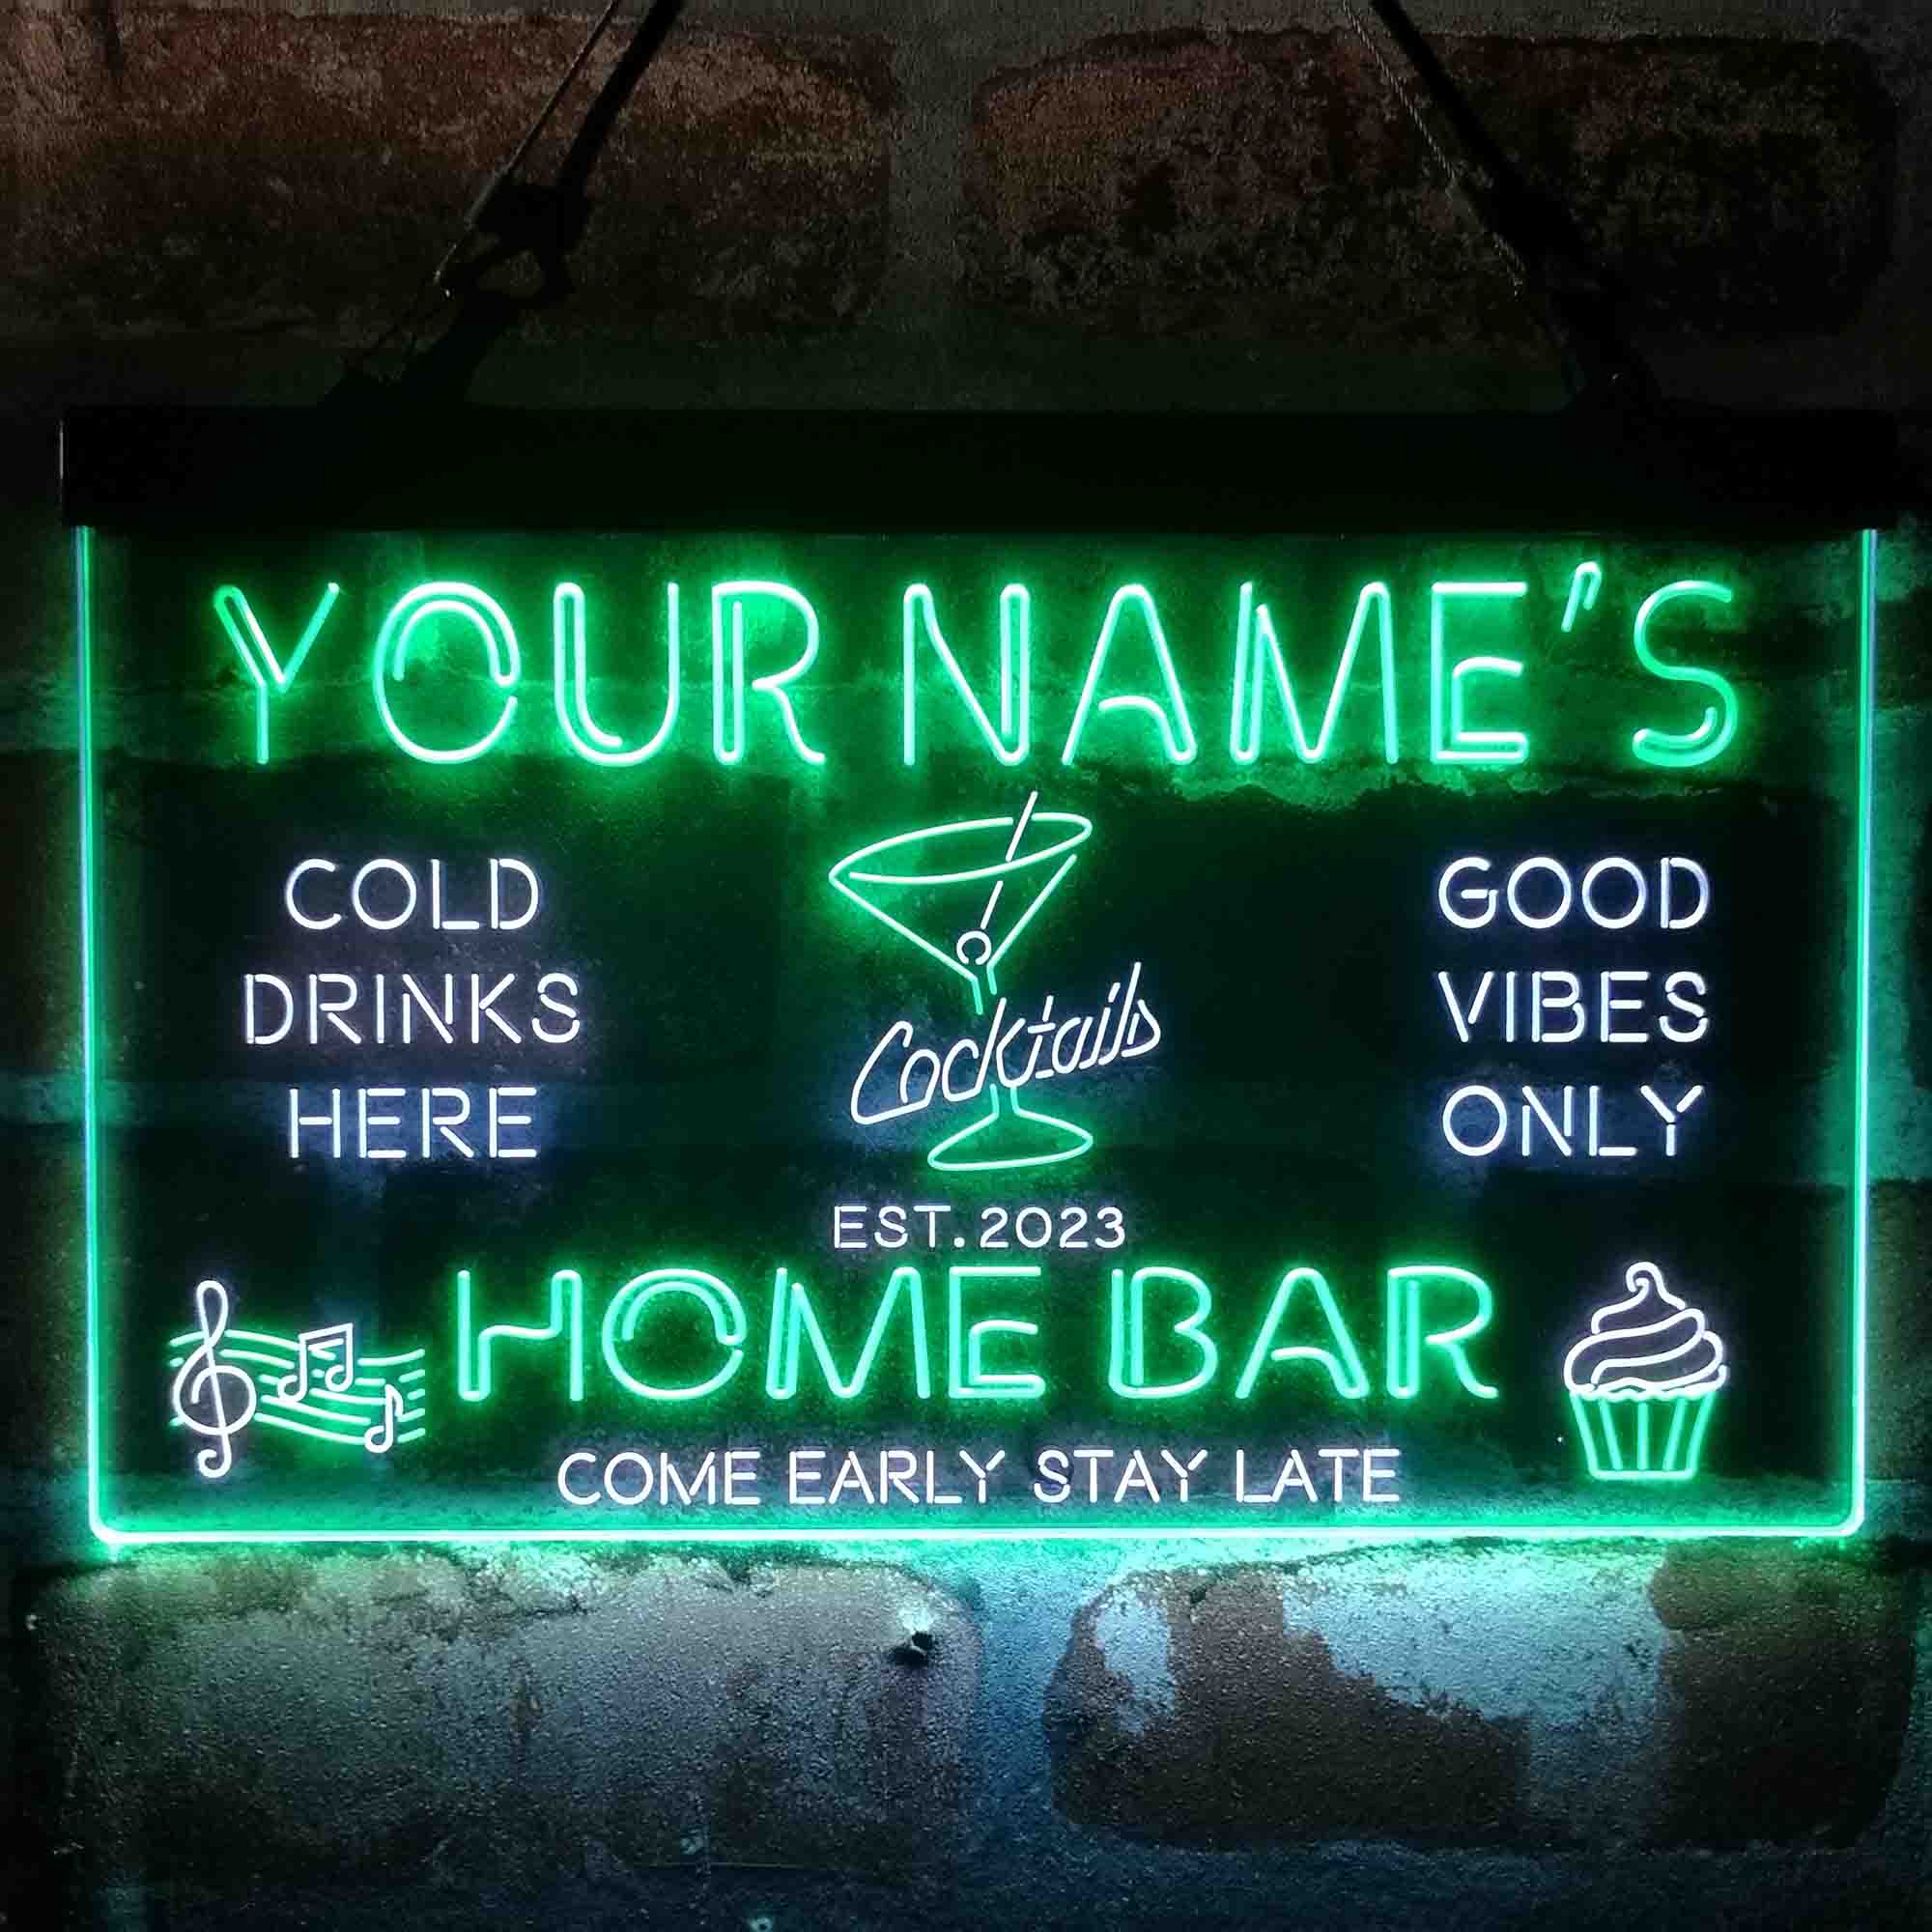 YOUR NAME'S
COLD
DRINKS
HERE
Cocktails
GOOD
VIBES
ONLY
EST.2023
HOME BAR
COME EARLY STAY LATE